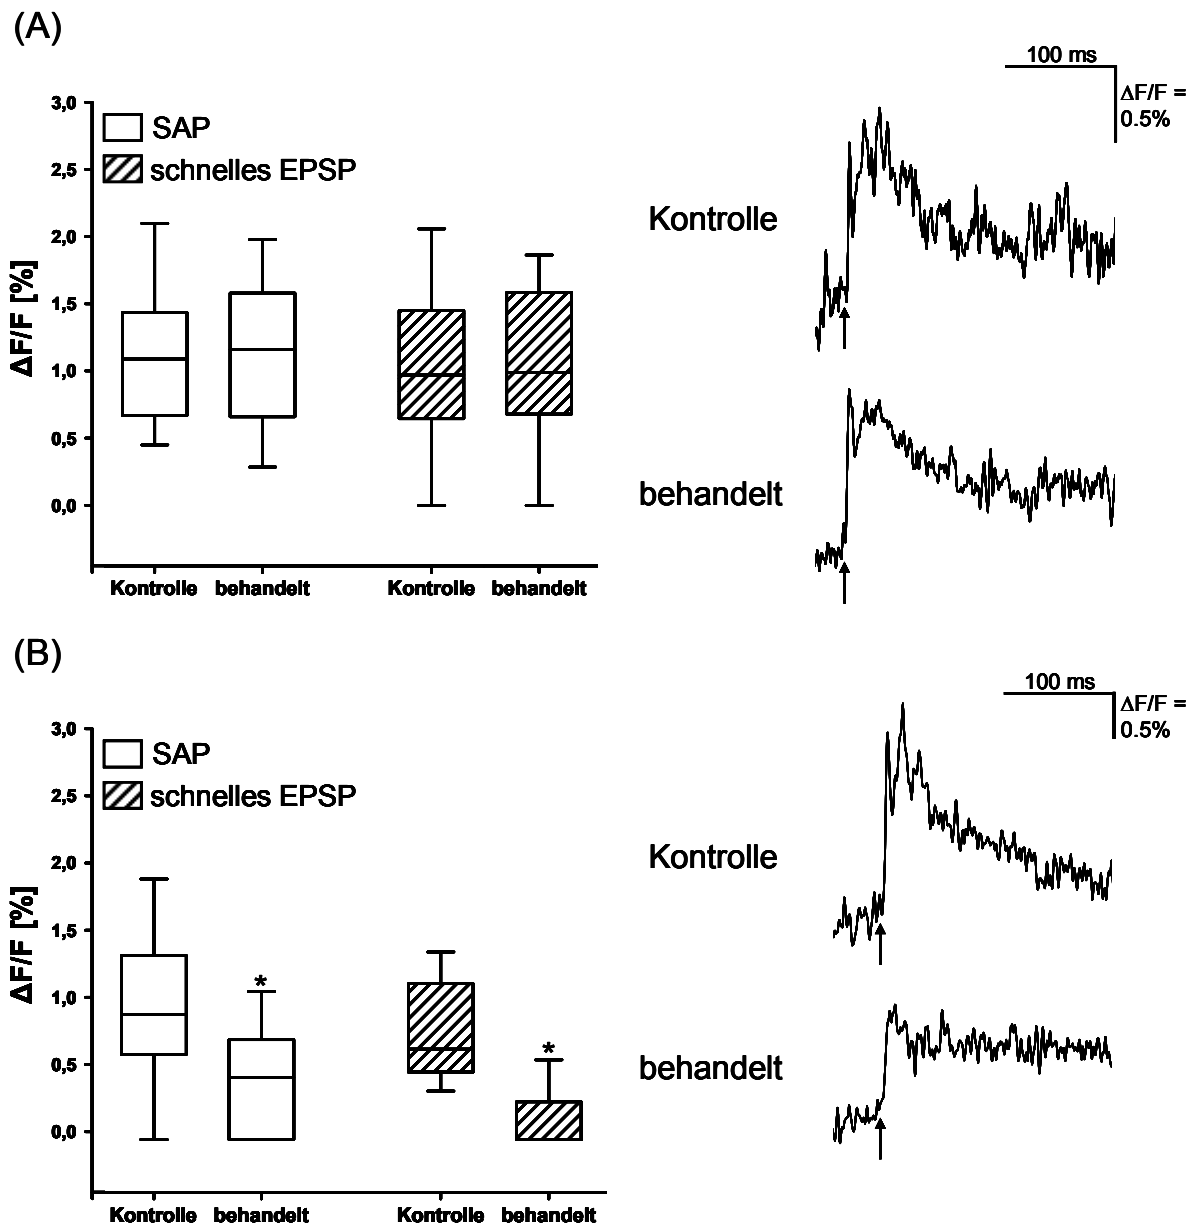 (A)
100 ms
ΔF/F =
0.5%
3,0
2,5
2,0
1,5
1,0
0,5
0,0
ΔF/F [%]
SAP
schnelles EPSP
Kontrolle
behandelt
Kontrolle behandelt Kontrolle behandelt
(B)
100 ms
ΔF/F =
0.5%
3,0
2,5
2,0
1,5
1,0
0,5
0,0
ΔF/F [%]
SAP
schnelles EPSP
*
*
Kontrolle
behandelt
Kontrolle behandelt Kontrolle behandelt